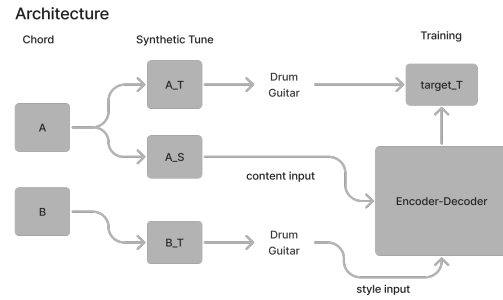 Architecture
Chord
Synthetic Tune
Training
A_T
Drum
Guitar
target_T
A
A_S
content input
Encoder-Decoder
B
B_T
Drum
Guitar
style input